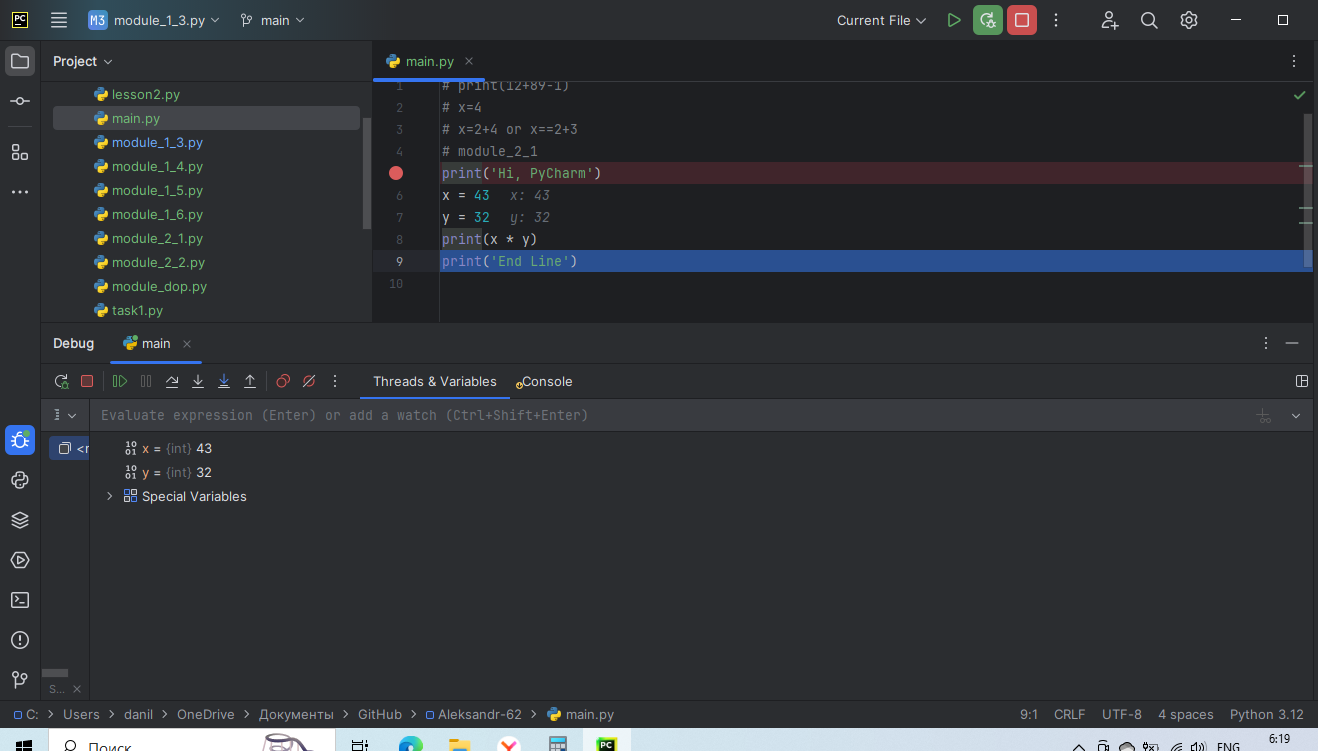 PC M3 module_1_3.py main Current File
Project
main.py
lesson2.py
main.py
module_1_3.py
module_1_4.py
module_1_5.py
module_1_6.py
module_2_1.py
module_2_2.py
module_dop.py
task1.py
1 # print(12+89-1)
2 # x=4
3 # x=2+4 or x==2+3
4 # module_2_1
print('Hi, PyCharm')
6 x = 43 x: 43
7 y = 32 y: 32
8 print(x * y)
9 print('End Line')
10
Debug main
Threads & Variables Console
Evaluate expression (Enter) or add a watch (Ctrl+Shift+Enter)
x = {int} 43
y = {int} 32
Special Variables
S...
C: > Users > danil > OneDrive > Документы > GitHub > Aleksandr-62 > main.py 9:1 CRLF UTF-8 4 spaces Python 3.12
Поиск PC ENG 6:19